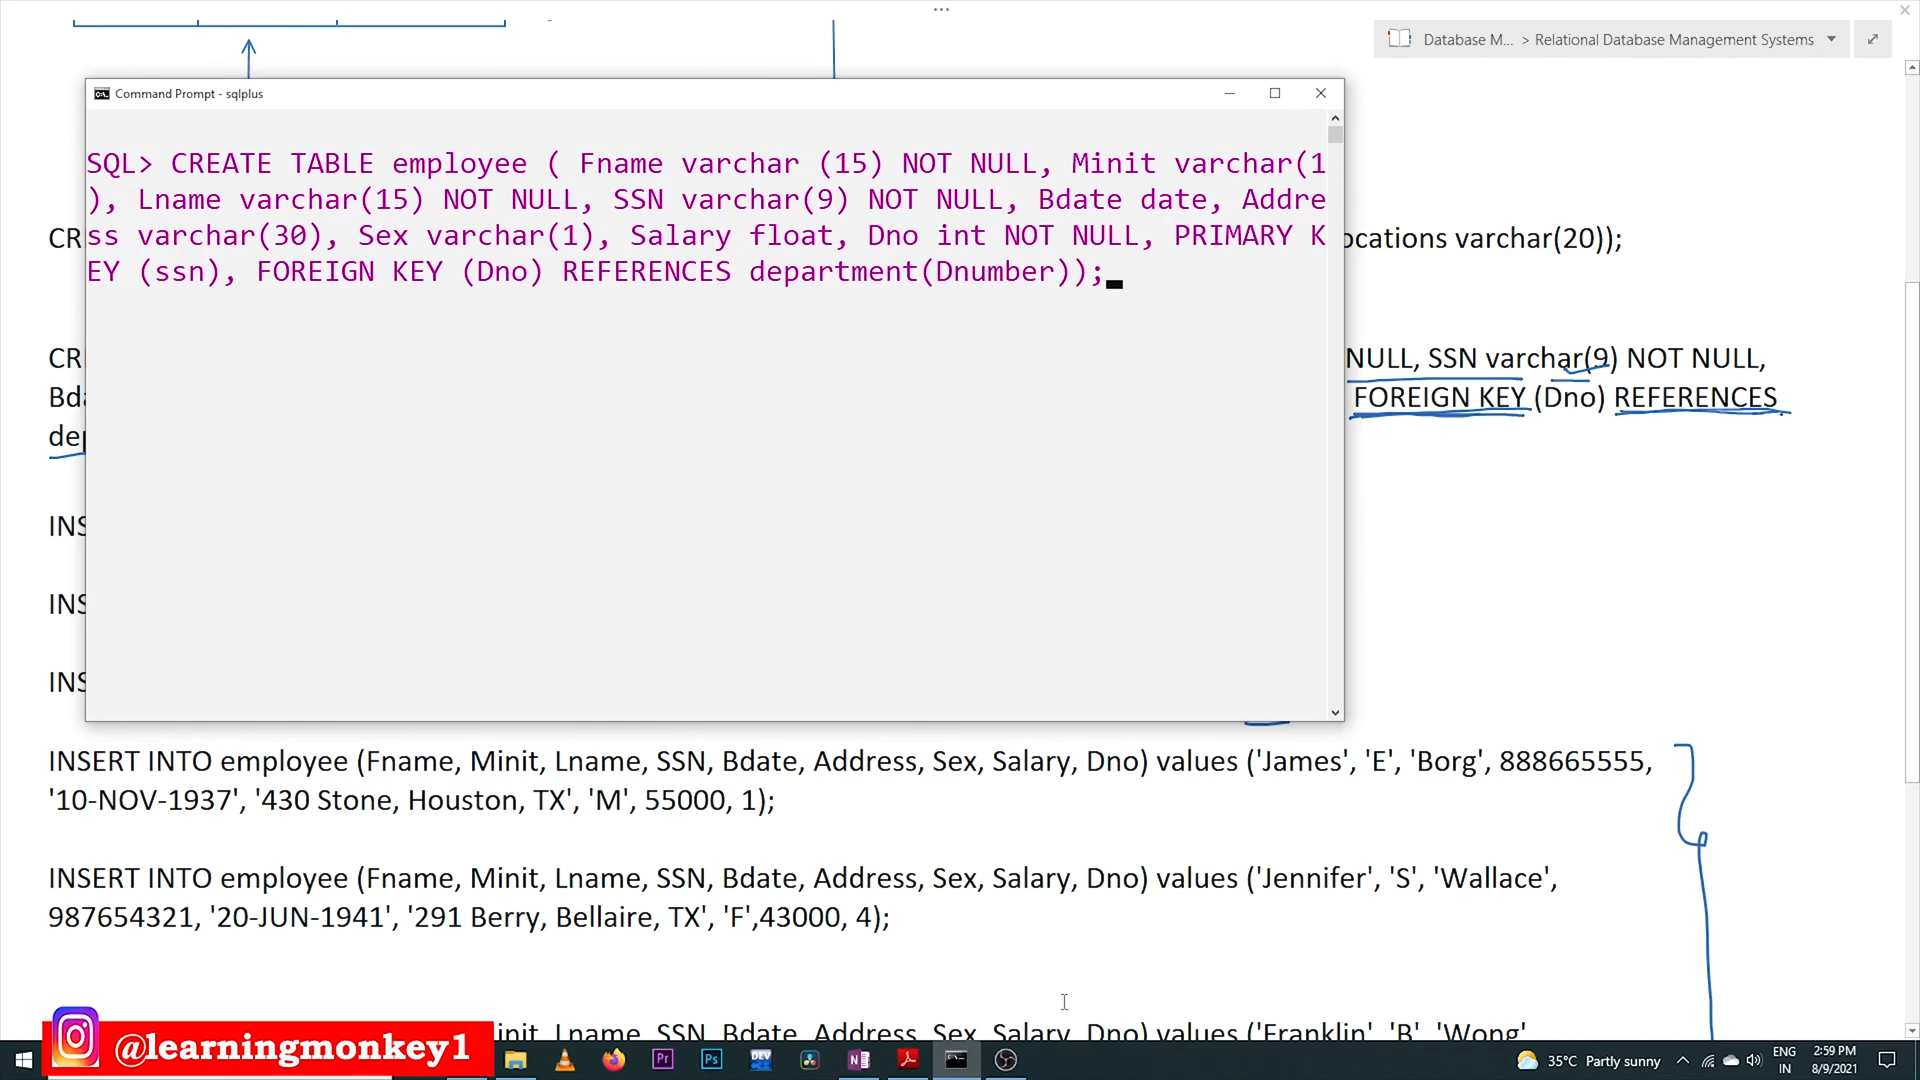 Database M... > Relational Database Management Systems
Command Prompt - sqlplus
SQL> CREATE TABLE employee ( Fname varchar (15) NOT NULL, Minit varchar(1
), Lname varchar(15) NOT NULL, SSN varchar(9) NOT NULL, Bdate date, Addre
ss varchar(30), Sex varchar(1), Salary float, Dno int NOT NULL, PRIMARY K
EY (ssn), FOREIGN KEY (Dno) REFERENCES department(Dnumber));
CR
ocations varchar(20));
CR
NULL, SSN varchar(9) NOT NULL,
Bda
FOREIGN KEY (Dno) REFERENCES
dep
INS
INS
INS
INSERT INTO employee (Fname, Minit, Lname, SSN, Bdate, Address, Sex, Salary, Dno) values ('James', 'E', 'Borg', 888665555,
'10-NOV-1937', '430 Stone, Houston, TX', 'M', 55000, 1);
INSERT INTO employee (Fname, Minit, Lname, SSN, Bdate, Address, Sex, Salary, Dno) values ('Jennifer', 'S', 'Wallace',
987654321, '20-JUN-1941', '291 Berry, Bellaire, TX', 'F',43000, 4);
Minit, Lname, SSN, Bdate, Address, Sex, Salary, Dno) values ('Franklin' 'B' 'Wong'
@learningmonkey1
Pr
Ps
DEV
N
35°C Partly sunny
ENG
IN
2:59 PM
8/9/2021